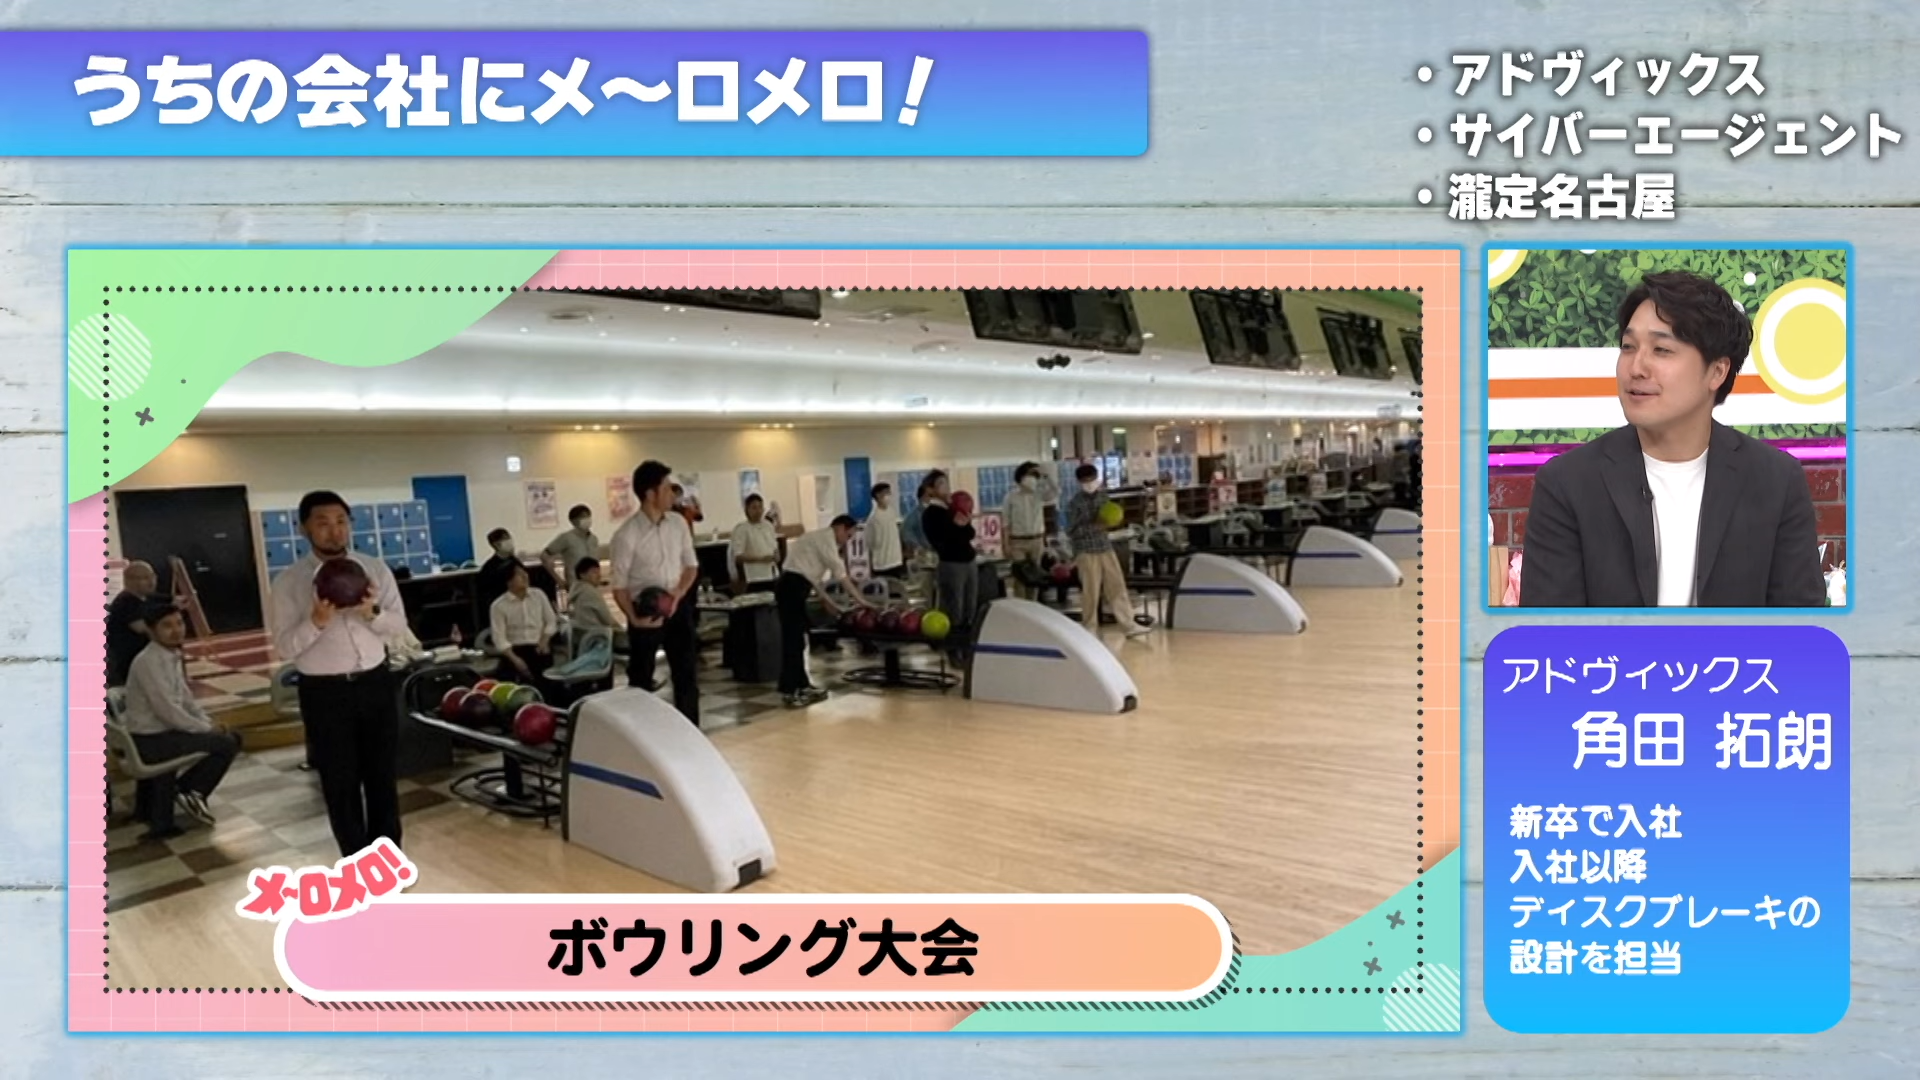 うちの会社にメ〜ロメロ!
・アドヴィックス
・サイバーエージェント
・瀧定名古屋
11
10
アドヴィックス
角田 拓朗
新卒で入社
入社以降
ディスクブレーキの
設計を担当
メ〜ロメロ!
ボウリング大会